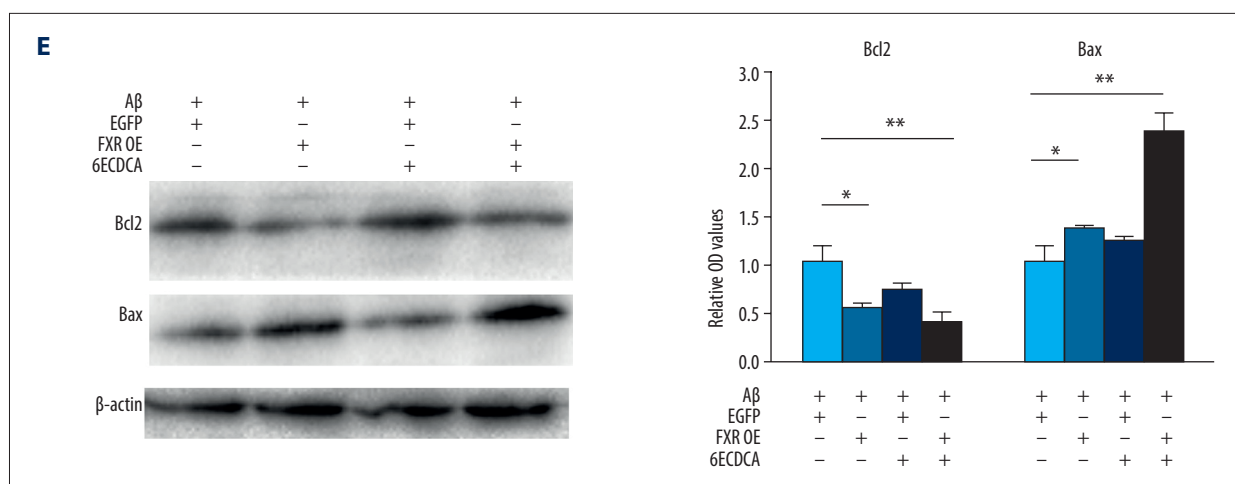 E
Aβ + + + +
EGFP + – + –
FXR OE – + – +
6ECDCA – – + +
Bcl2
Bax
β-actin
Bcl2 Bax
Relative OD values
3.0
2.5
2.0
1.5
1.0
0.5
0.0
* **
* **
Aβ + + + + + + + +
EGFP + – + – + – + –
FXR OE – + – + – + – +
6ECDCA – – + + – – + +